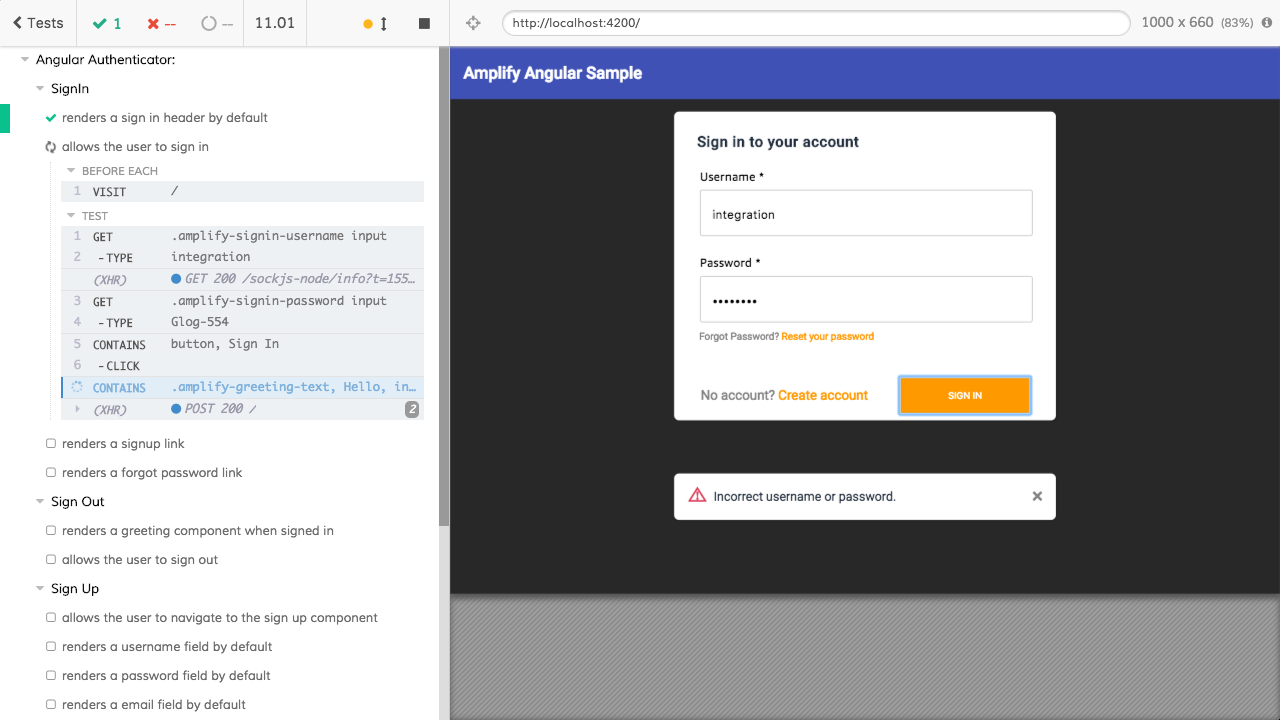 Tests
1
--
--
11.01
http://localhost:4200/
1000 x 660 (83%)
Angular Authenticator:
SignIn
renders a sign in header by default
allows the user to sign in
BEFORE EACH
1 VISIT /
TEST
1 GET .amplify-signin-username input
2 -TYPE integration
(XHR) GET 200 /sockjs-node/info?t=155…
3 GET .amplify-signin-password input
4 -TYPE Glog-554
5 CONTAINS button, Sign In
6 -CLICK
CONTAINS .amplify-greeting-text, Hello, in…
(XHR) POST 200 / 2
renders a signup link
renders a forgot password link
Sign Out
renders a greeting component when signed in
allows the user to sign out
Sign Up
allows the user to navigate to the sign up component
renders a username field by default
renders a password field by default
renders a email field by default
Amplify Angular Sample
Sign in to your account
Username *
integration
Password *
••••••••
Forgot Password? Reset your password
No account? Create account
SIGN IN
Incorrect username or password.